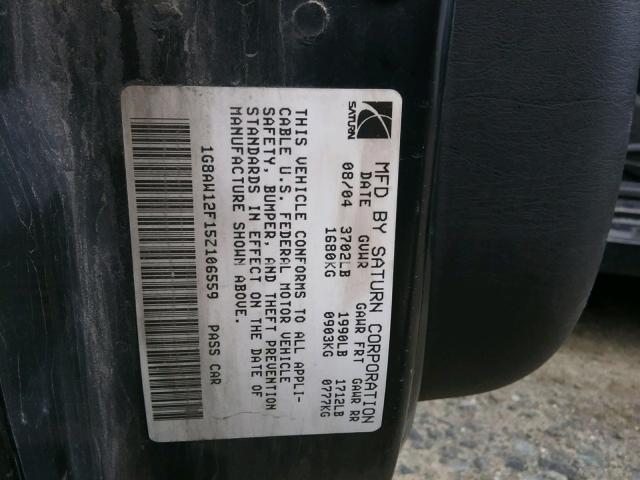 SATURN
MFD BY SATURN CORPORATION
DATE GVWR GAWR FRT GAWR RR
08/04 3702LB 1990LB 1712LB
1680KG 0903KG 0777KG
THIS VEHICLE CONFORMS TO ALL APPLI-
CABLE U.S. FEDERAL MOTOR VEHICLE
SAFETY, BUMPER, AND THEFT PREVENTION
STANDARDS IN EFFECT ON THE DATE OF
MANUFACTURE SHOWN ABOVE.
1G8AW12F15Z106559 PASS CAR